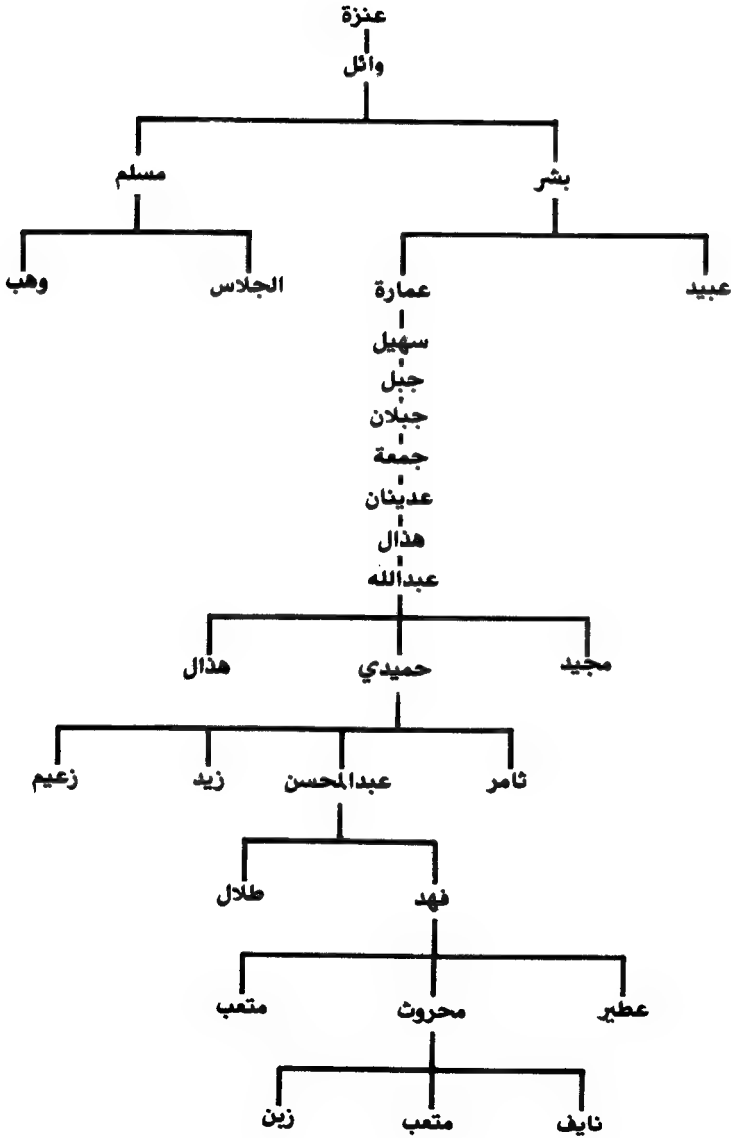 عنزة
وائل
بشر مسلم
عبيد عمارة الجلاس وهب
سهيل
جبل
جبلان
جمعة
عدينان
هذال
عبدالله
مجيد حميدي هذال
ثامر عبدالمحسن زيد زعيم
فهد طلال
عطير محروث متعب
نايف متعب زين